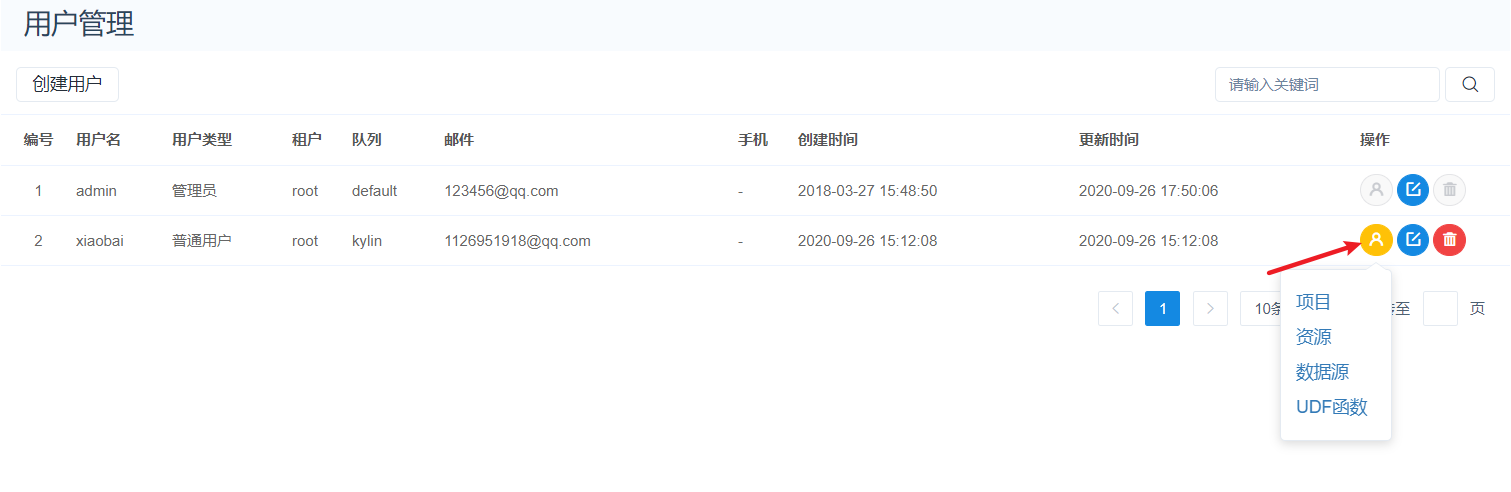 用户管理
创建用户 请输入关键词
编号 用户名 用户类型 租户 队列 邮件 手机 创建时间 更新时间 操作
1 admin 管理员 root default 123456@qq.com - 2018-03-27 15:48:50 2020-09-26 17:50:06
2 xiaobai 普通用户 root kylin 1126951918@qq.com - 2020-09-26 15:12:08 2020-09-26 15:12:08
1 10条 至 页
项目
资源
数据源
UDF函数